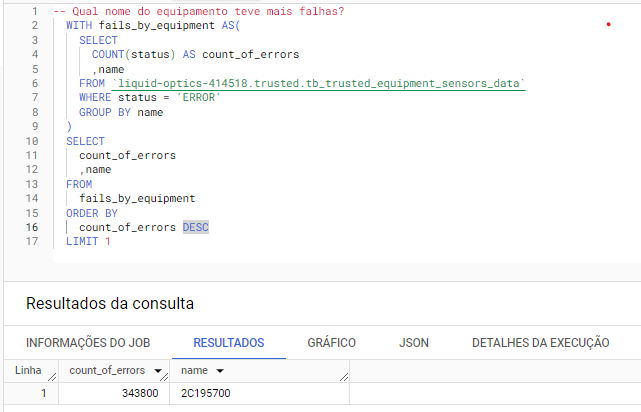 1 -- Qual nome do equipamento teve mais falhas?
2 WITH fails_by_equipment AS(
3 SELECT
4 COUNT(status) AS count_of_errors
5 ,name
6 FROM `liquid-optics-414518.trusted.tb_trusted_equipment_sensors_data`
7 WHERE status = 'ERROR'
8 GROUP BY name
9 )
10 SELECT
11 count_of_errors
12 ,name
13 FROM
14 fails_by_equipment
15 ORDER BY
16 count_of_errors DESC
17 LIMIT 1
Resultados da consulta
INFORMAÇÕES DO JOB RESULTADOS GRÁFICO JSON DETALHES DA EXECUÇÃO
Linha count_of_errors name
1 343800 2C195700